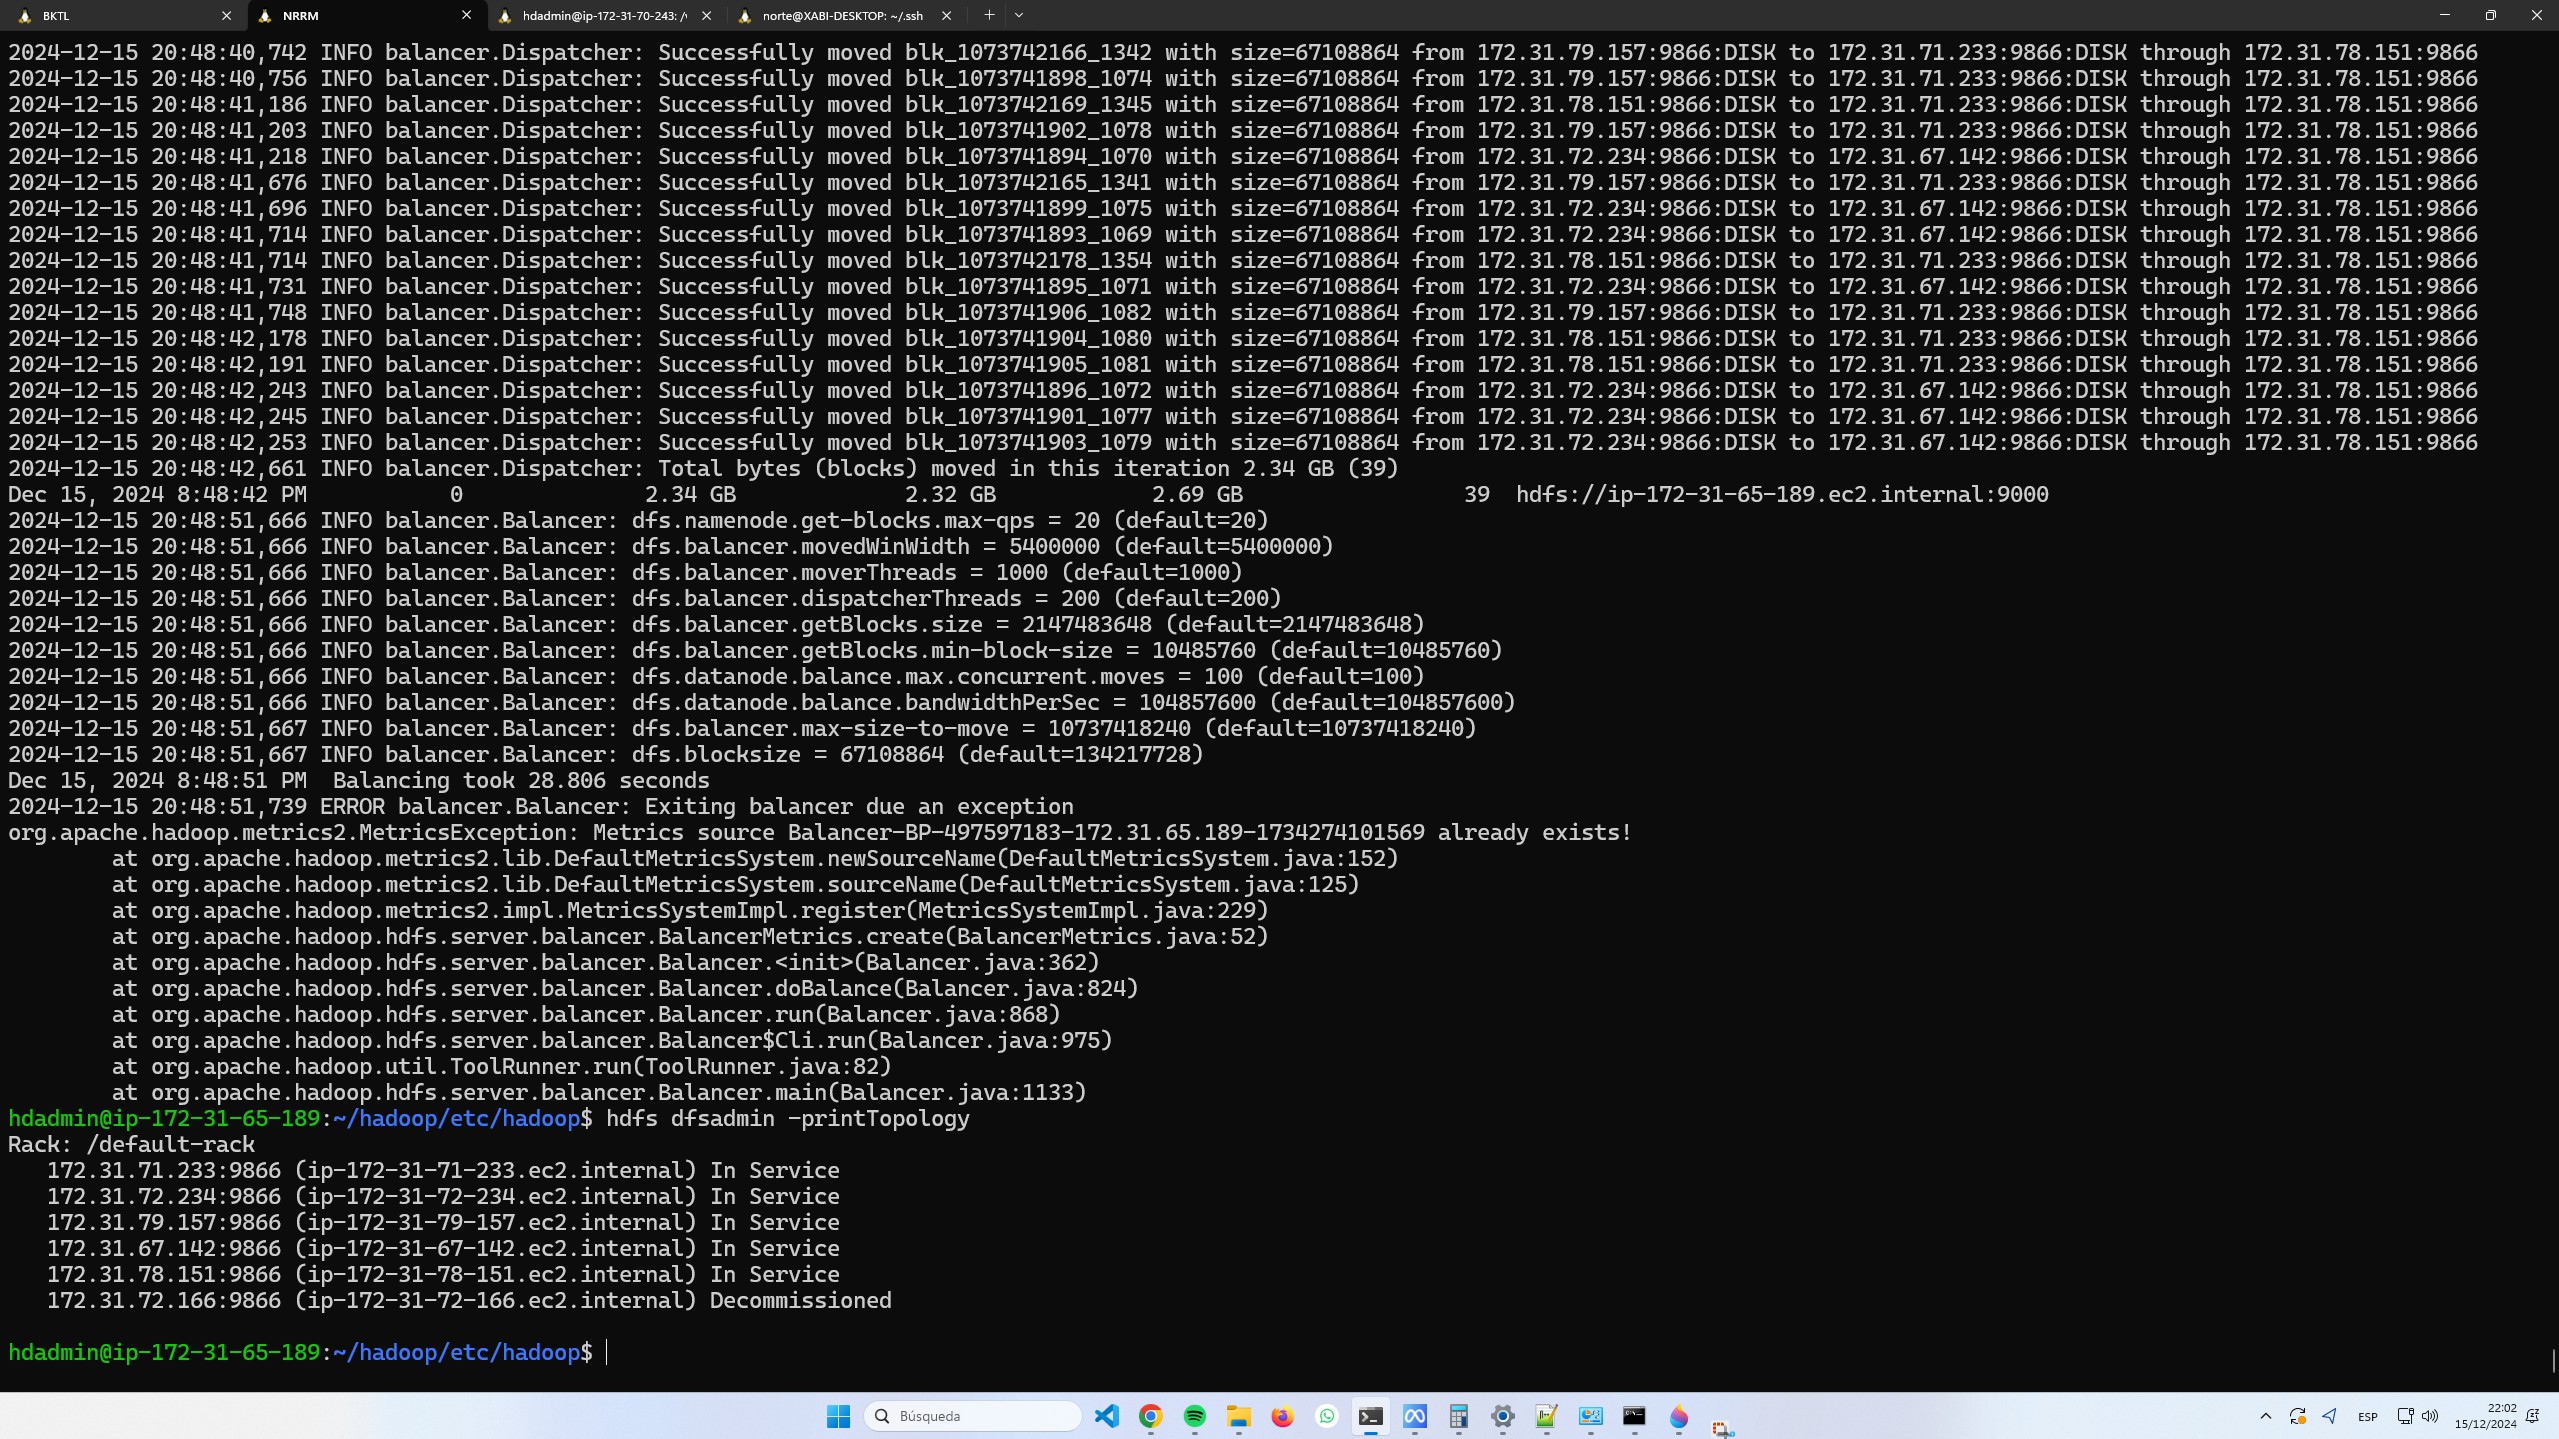 BKTL
NRRM
hdadmin@ip-172-31-70-243: /
norte@XABI-DESKTOP: ~/.ssh
2024-12-15 20:48:40,742 INFO balancer.Dispatcher: Successfully moved blk_1073742166_1342 with size=67108864 from 172.31.79.157:9866:DISK to 172.31.71.233:9866:DISK through 172.31.78.151:9866
2024-12-15 20:48:40,756 INFO balancer.Dispatcher: Successfully moved blk_1073741898_1074 with size=67108864 from 172.31.79.157:9866:DISK to 172.31.71.233:9866:DISK through 172.31.78.151:9866
2024-12-15 20:48:41,186 INFO balancer.Dispatcher: Successfully moved blk_1073742169_1345 with size=67108864 from 172.31.78.151:9866:DISK to 172.31.71.233:9866:DISK through 172.31.78.151:9866
2024-12-15 20:48:41,203 INFO balancer.Dispatcher: Successfully moved blk_1073741902_1078 with size=67108864 from 172.31.79.157:9866:DISK to 172.31.71.233:9866:DISK through 172.31.78.151:9866
2024-12-15 20:48:41,218 INFO balancer.Dispatcher: Successfully moved blk_1073741894_1070 with size=67108864 from 172.31.72.234:9866:DISK to 172.31.67.142:9866:DISK through 172.31.78.151:9866
2024-12-15 20:48:41,676 INFO balancer.Dispatcher: Successfully moved blk_1073742165_1341 with size=67108864 from 172.31.79.157:9866:DISK to 172.31.71.233:9866:DISK through 172.31.78.151:9866
2024-12-15 20:48:41,696 INFO balancer.Dispatcher: Successfully moved blk_1073741899_1075 with size=67108864 from 172.31.72.234:9866:DISK to 172.31.67.142:9866:DISK through 172.31.78.151:9866
2024-12-15 20:48:41,714 INFO balancer.Dispatcher: Successfully moved blk_1073741893_1069 with size=67108864 from 172.31.72.234:9866:DISK to 172.31.67.142:9866:DISK through 172.31.78.151:9866
2024-12-15 20:48:41,714 INFO balancer.Dispatcher: Successfully moved blk_1073742178_1354 with size=67108864 from 172.31.78.151:9866:DISK to 172.31.71.233:9866:DISK through 172.31.78.151:9866
2024-12-15 20:48:41,731 INFO balancer.Dispatcher: Successfully moved blk_1073741895_1071 with size=67108864 from 172.31.72.234:9866:DISK to 172.31.67.142:9866:DISK through 172.31.78.151:9866
2024-12-15 20:48:41,748 INFO balancer.Dispatcher: Successfully moved blk_1073741906_1082 with size=67108864 from 172.31.79.157:9866:DISK to 172.31.71.233:9866:DISK through 172.31.78.151:9866
2024-12-15 20:48:42,178 INFO balancer.Dispatcher: Successfully moved blk_1073741904_1080 with size=67108864 from 172.31.78.151:9866:DISK to 172.31.71.233:9866:DISK through 172.31.78.151:9866
2024-12-15 20:48:42,191 INFO balancer.Dispatcher: Successfully moved blk_1073741905_1081 with size=67108864 from 172.31.78.151:9866:DISK to 172.31.71.233:9866:DISK through 172.31.78.151:9866
2024-12-15 20:48:42,243 INFO balancer.Dispatcher: Successfully moved blk_1073741896_1072 with size=67108864 from 172.31.72.234:9866:DISK to 172.31.67.142:9866:DISK through 172.31.78.151:9866
2024-12-15 20:48:42,245 INFO balancer.Dispatcher: Successfully moved blk_1073741901_1077 with size=67108864 from 172.31.72.234:9866:DISK to 172.31.67.142:9866:DISK through 172.31.78.151:9866
2024-12-15 20:48:42,253 INFO balancer.Dispatcher: Successfully moved blk_1073741903_1079 with size=67108864 from 172.31.72.234:9866:DISK to 172.31.67.142:9866:DISK through 172.31.78.151:9866
2024-12-15 20:48:42,661 INFO balancer.Dispatcher: Total bytes (blocks) moved in this iteration 2.34 GB (39)
Dec 15, 2024 8:48:42 PM 0 2.34 GB 2.32 GB 2.69 GB 39 hdfs://ip-172-31-65-189.ec2.internal:9000
2024-12-15 20:48:51,666 INFO balancer.Balancer: dfs.namenode.get-blocks.max-qps = 20 (default=20)
2024-12-15 20:48:51,666 INFO balancer.Balancer: dfs.balancer.movedWinWidth = 5400000 (default=5400000)
2024-12-15 20:48:51,666 INFO balancer.Balancer: dfs.balancer.moverThreads = 1000 (default=1000)
2024-12-15 20:48:51,666 INFO balancer.Balancer: dfs.balancer.dispatcherThreads = 200 (default=200)
2024-12-15 20:48:51,666 INFO balancer.Balancer: dfs.balancer.getBlocks.size = 2147483648 (default=2147483648)
2024-12-15 20:48:51,666 INFO balancer.Balancer: dfs.balancer.getBlocks.min-block-size = 10485760 (default=10485760)
2024-12-15 20:48:51,666 INFO balancer.Balancer: dfs.datanode.balance.max.concurrent.moves = 100 (default=100)
2024-12-15 20:48:51,666 INFO balancer.Balancer: dfs.datanode.balance.bandwidthPerSec = 104857600 (default=104857600)
2024-12-15 20:48:51,667 INFO balancer.Balancer: dfs.balancer.max-size-to-move = 10737418240 (default=10737418240)
2024-12-15 20:48:51,667 INFO balancer.Balancer: dfs.blocksize = 67108864 (default=134217728)
Dec 15, 2024 8:48:51 PM Balancing took 28.806 seconds
2024-12-15 20:48:51,739 ERROR balancer.Balancer: Exiting balancer due an exception
org.apache.hadoop.metrics2.MetricsException: Metrics source Balancer-BP-497597183-172.31.65.189-1734274101569 already exists!
at org.apache.hadoop.metrics2.lib.DefaultMetricsSystem.newSourceName(DefaultMetricsSystem.java:152)
at org.apache.hadoop.metrics2.lib.DefaultMetricsSystem.sourceName(DefaultMetricsSystem.java:125)
at org.apache.hadoop.metrics2.impl.MetricsSystemImpl.register(MetricsSystemImpl.java:229)
at org.apache.hadoop.hdfs.server.balancer.BalancerMetrics.create(BalancerMetrics.java:52)
at org.apache.hadoop.hdfs.server.balancer.Balancer.<init>(Balancer.java:362)
at org.apache.hadoop.hdfs.server.balancer.Balancer.doBalance(Balancer.java:824)
at org.apache.hadoop.hdfs.server.balancer.Balancer.run(Balancer.java:868)
at org.apache.hadoop.hdfs.server.balancer.Balancer$Cli.run(Balancer.java:975)
at org.apache.hadoop.util.ToolRunner.run(ToolRunner.java:82)
at org.apache.hadoop.hdfs.server.balancer.Balancer.main(Balancer.java:1133)
hdadmin@ip-172-31-65-189:~/hadoop/etc/hadoop$ hdfs dfsadmin -printTopology
Rack: /default-rack
172.31.71.233:9866 (ip-172-31-71-233.ec2.internal) In Service
172.31.72.234:9866 (ip-172-31-72-234.ec2.internal) In Service
172.31.79.157:9866 (ip-172-31-79-157.ec2.internal) In Service
172.31.67.142:9866 (ip-172-31-67-142.ec2.internal) In Service
172.31.78.151:9866 (ip-172-31-78-151.ec2.internal) In Service
172.31.72.166:9866 (ip-172-31-72-166.ec2.internal) Decommissioned
hdadmin@ip-172-31-65-189:~/hadoop/etc/hadoop$
Búsqueda
ESP
22:02
15/12/2024